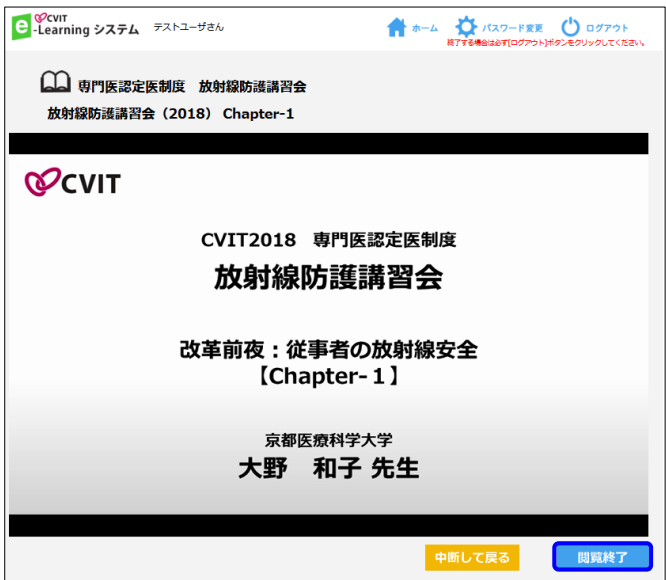 CVIT
e-Learning システム テストユーザさん ホーム パスワード変更 ログアウト
終了する場合は必ず[ログアウト]ボタンをクリックしてください。
専門医認定医制度 放射線防護講習会
放射線防護講習会（2018） Chapter-1
CVIT
CVIT2018 専門医認定医制度
放射線防護講習会
改革前夜：従事者の放射線安全
【Chapter-１】
京都医療科学大学
大野 和子 先生
中断して戻る 閲覧終了